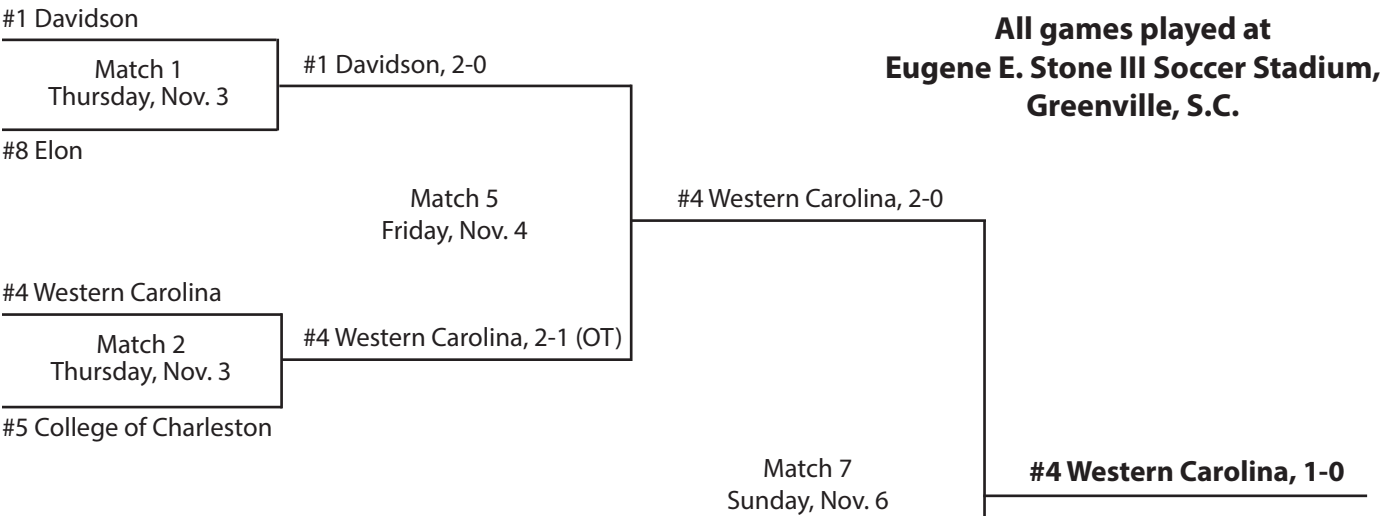 #1 Davidson
Match 1
Thursday, Nov. 3
#8 Elon
#1 Davidson, 2-0
All games played at
Eugene E. Stone III Soccer Stadium,
Greenville, S.C.
Match 5
Friday, Nov. 4
#4 Western Carolina, 2-0
#4 Western Carolina
Match 2
Thursday, Nov. 3
#5 College of Charleston
#4 Western Carolina, 2-1 (OT)
Match 7
Sunday, Nov. 6
#4 Western Carolina, 1-0